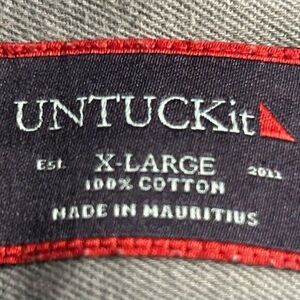 UNTUCKit
Est. X-LARGE 2011
100% COTTON
MADE IN MAURITIUS